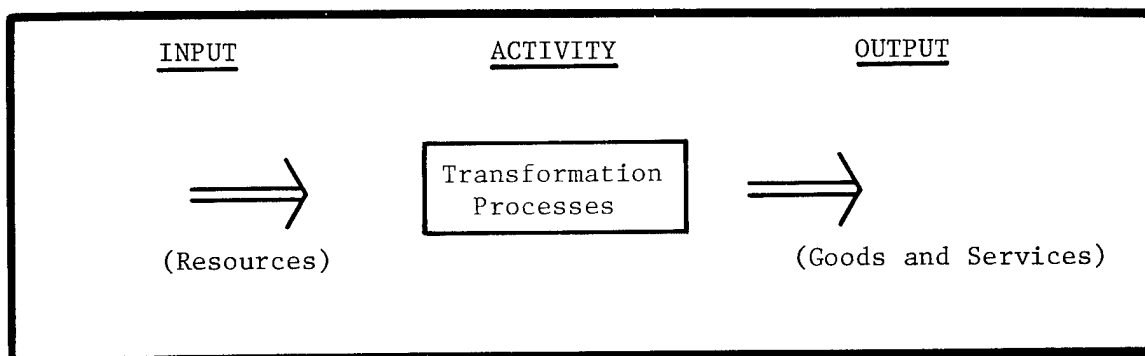 INPUT
ACTIVITY
OUTPUT
Transformation
Processes
(Resources)
(Goods and Services)